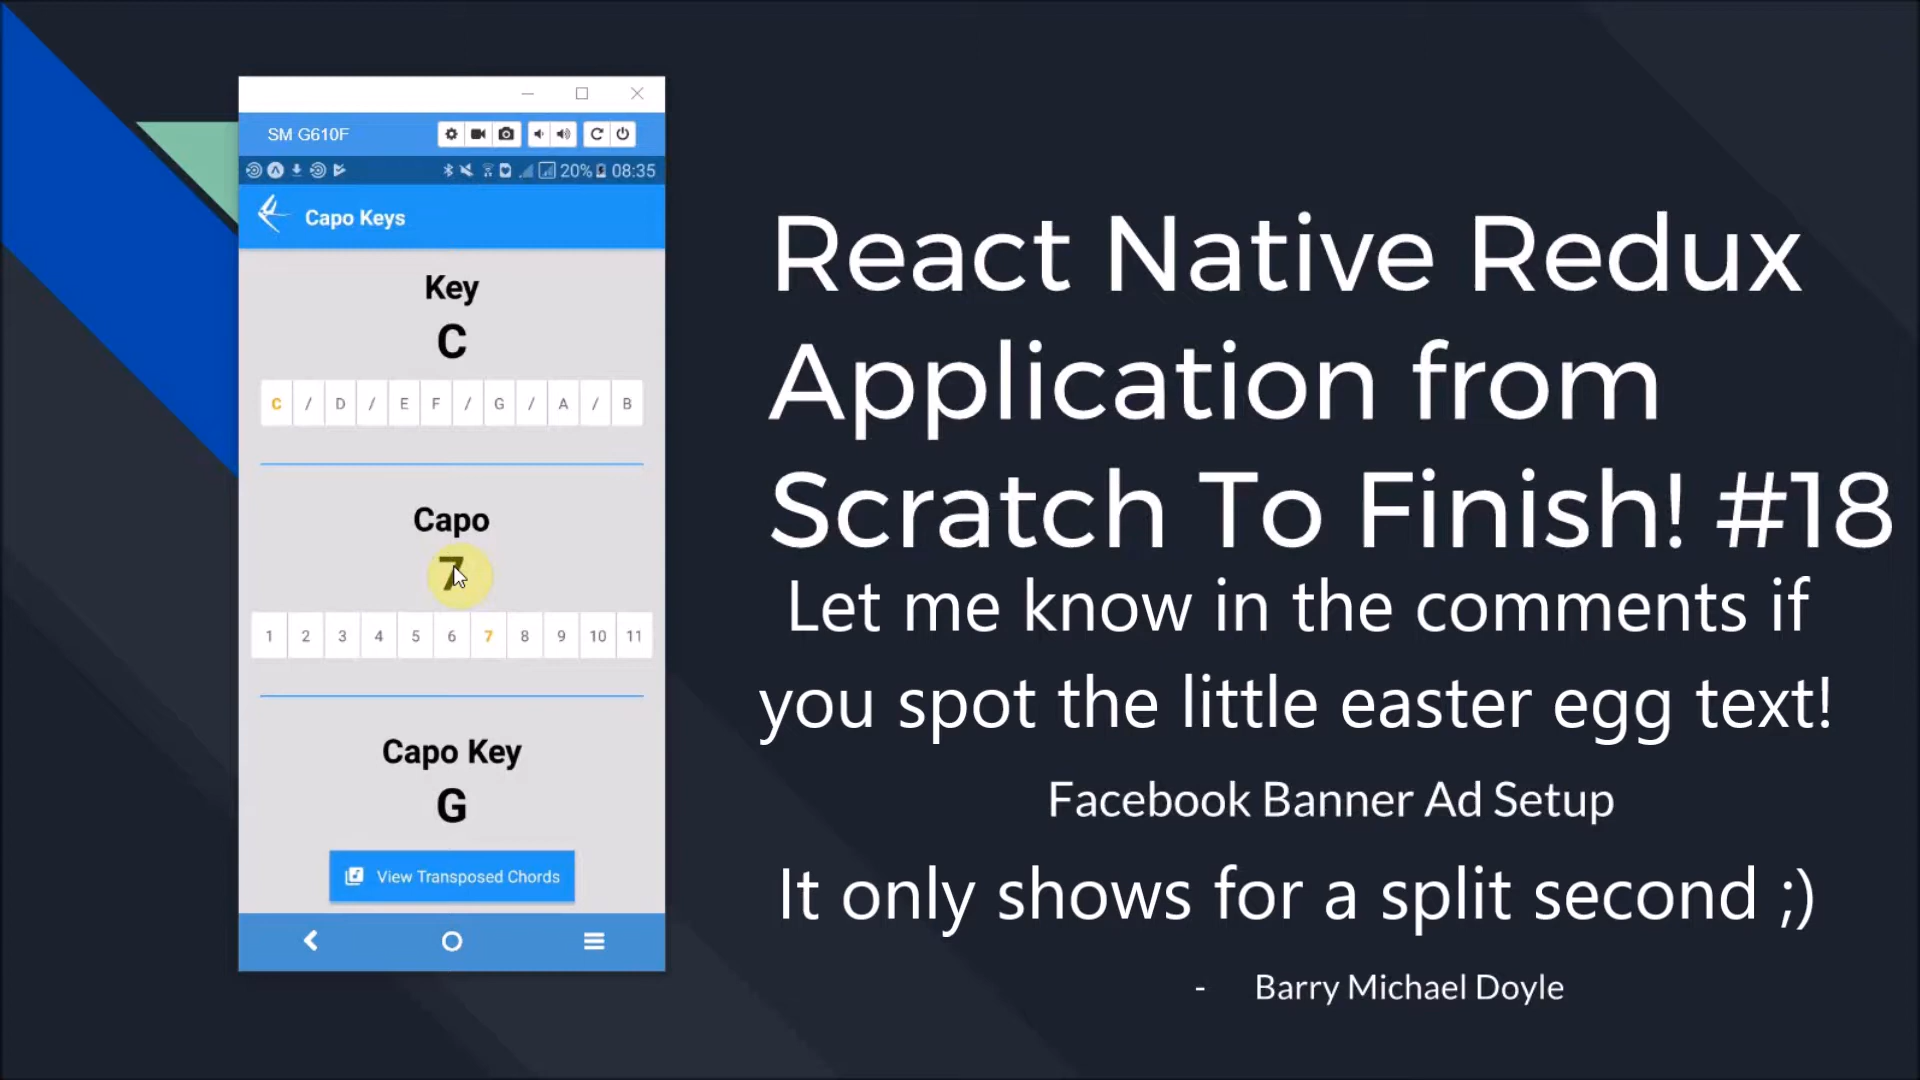 SM G610F
20% 08:35
Capo Keys
Key
C
C / D / E F / G / A / B
Capo
7
1 2 3 4 5 6 7 8 9 10 11
Capo Key
G
View Transposed Chords
React Native Redux
Application from
Scratch To Finish! #18
Let me know in the comments if
you spot the little easter egg text!
Facebook Banner Ad Setup
It only shows for a split second ;)
- Barry Michael Doyle